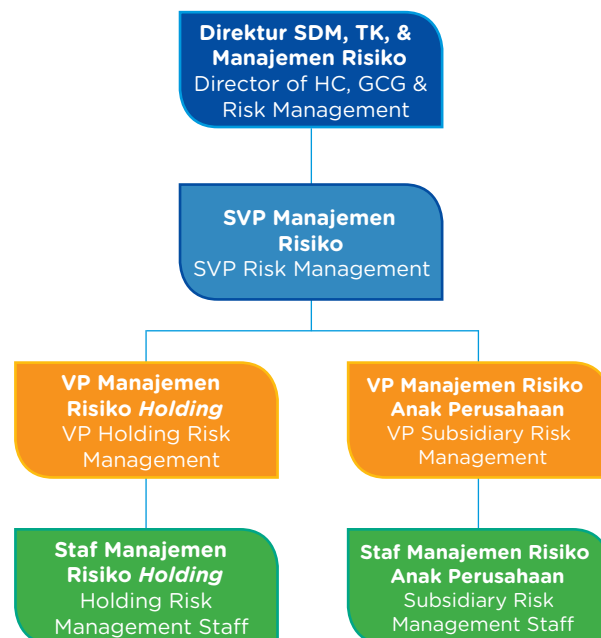 Direktur SDM, TK, &
Manajemen Risiko
Director of HC, GCG &
Risk Management
SVP Manajemen
Risiko
SVP Risk Management
VP Manajemen
Risiko Holding
VP Holding Risk
Management
VP Manajemen Risiko
Anak Perusahaan
VP Subsidiary Risk
Management
Staf Manajemen
Risiko Holding
Holding Risk
Management Staff
Staf Manajemen Risiko
Anak Perusahaan
Subsidiary Risk
Management Staff